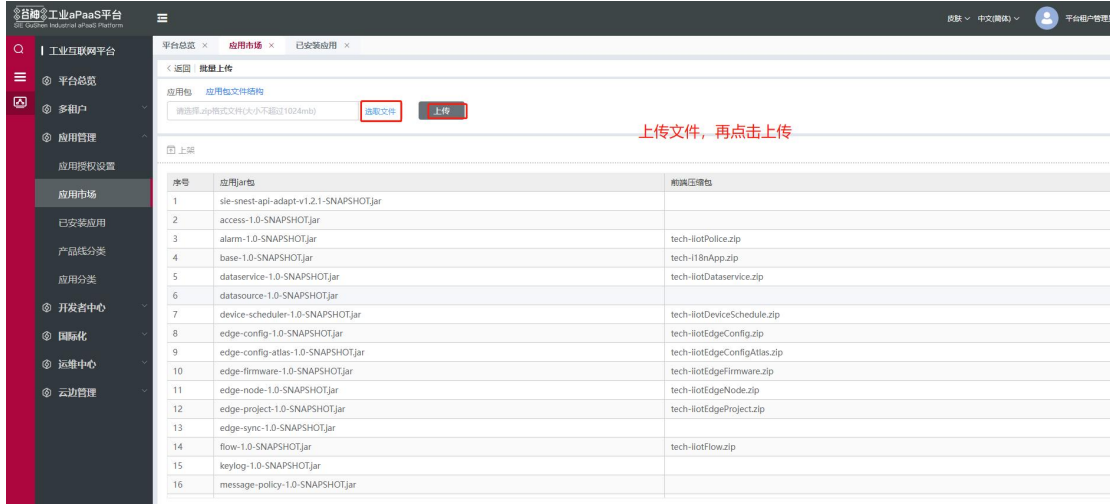 谷神 工业aPaaS平台
SIE GuShen Industrial aPaaS Platform
皮肤 中文(简体) 平台租户管理
工业互联网平台
平台总览
多租户
应用管理
应用授权设置
应用市场
已安装应用
产品线分类
应用分类
开发者中心
国际化
运维中心
云边管理
平台总览 × 应用市场 × 已安装应用 ×
< 返回 批量上传
应用包 应用包文件结构
请选择.zip格式文件(大小不超过1024mb) 选取文件 上传
上传文件，再点击上传
上架
序号 应用jar包 前端压缩包
1 sie-snest-api-adapt-v1.2.1-SNAPSHOT.jar
2 access-1.0-SNAPSHOT.jar
3 alarm-1.0-SNAPSHOT.jar tech-iiotPolice.zip
4 base-1.0-SNAPSHOT.jar tech-i18nApp.zip
5 dataservice-1.0-SNAPSHOT.jar tech-iiotDataservice.zip
6 datasource-1.0-SNAPSHOT.jar
7 device-scheduler-1.0-SNAPSHOT.jar tech-iiotDeviceSchedule.zip
8 edge-config-1.0-SNAPSHOT.jar tech-iiotEdgeConfig.zip
9 edge-config-atlas-1.0-SNAPSHOT.jar tech-iiotEdgeConfigAtlas.zip
10 edge-firmware-1.0-SNAPSHOT.jar tech-iiotEdgeFirmware.zip
11 edge-node-1.0-SNAPSHOT.jar tech-iiotEdgeNode.zip
12 edge-project-1.0-SNAPSHOT.jar tech-iiotEdgeProject.zip
13 edge-sync-1.0-SNAPSHOT.jar
14 flow-1.0-SNAPSHOT.jar tech-iiotFlow.zip
15 keylog-1.0-SNAPSHOT.jar
16 message-policy-1.0-SNAPSHOT.jar